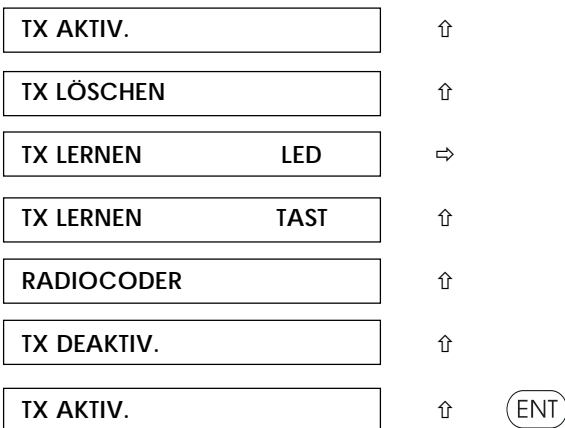 TX AKTIV. ⇧
TX LÖSCHEN ⇧
TX LERNEN LED ⇨
TX LERNEN TAST ⇧
RADIOCODER ⇧
TX DEAKTIV. ⇧
TX AKTIV. ⇧ ENT